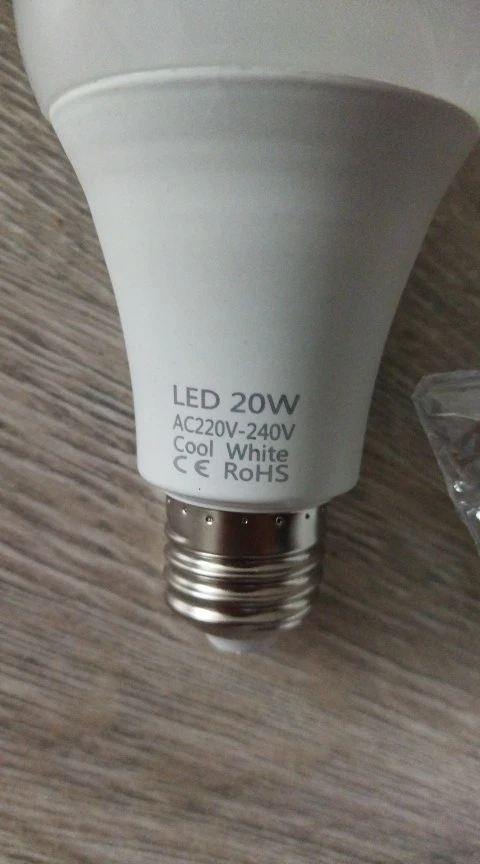 LED 20W
AC220V-240V
Cool White
CE RoHS